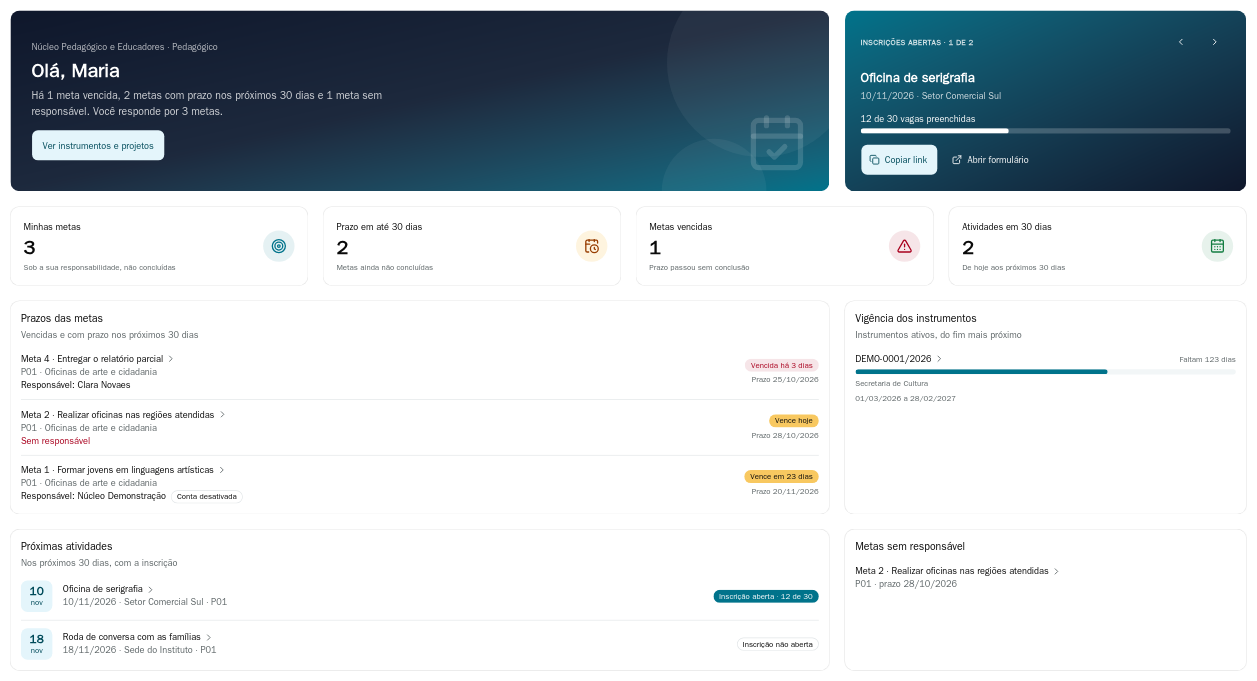 Núcleo Pedagógico e Educadores · Pedagógico
Olá, Maria
Há 1 meta vencida, 2 metas com prazo nos próximos 30 dias e 1 meta sem
responsável. Você responde por 3 metas.
Ver instrumentos e projetos
INSCRIÇÕES ABERTAS · 1 DE 2
Oficina de serigrafia
10/11/2026 · Setor Comercial Sul
12 de 30 vagas preenchidas
Copiar link
Abrir formulário
Minhas metas
3
Sob a sua responsabilidade, não concluídas
Prazo em até 30 dias
2
Metas ainda não concluídas
Metas vencidas
1
Prazo passou sem conclusão
Atividades em 30 dias
2
De hoje aos próximos 30 dias
Prazos das metas
Vencidas e com prazo nos próximos 30 dias
Meta 4 · Entregar o relatório parcial
P01 · Oficinas de arte e cidadania
Responsável: Clara Novaes
Vencida há 3 dias
Prazo 25/10/2026
Meta 2 · Realizar oficinas nas regiões atendidas
P01 · Oficinas de arte e cidadania
Sem responsável
Vence hoje
Prazo 28/10/2026
Meta 1 · Formar jovens em linguagens artísticas
P01 · Oficinas de arte e cidadania
Responsável: Núcleo Demonstração Conta desativada
Vence em 23 dias
Prazo 20/11/2026
Vigência dos instrumentos
Instrumentos ativos, do fim mais próximo
DEMO-0001/2026
Faltam 123 dias
Secretaria de Cultura
01/03/2026 a 28/02/2027
Próximas atividades
Nos próximos 30 dias, com a inscrição
10
nov
Oficina de serigrafia
10/11/2026 · Setor Comercial Sul · P01
Inscrição aberta · 12 de 30
18
nov
Roda de conversa com as famílias
18/11/2026 · Sede do Instituto · P01
Inscrição não aberta
Metas sem responsável
Meta 2 · Realizar oficinas nas regiões atendidas
P01 · prazo 28/10/2026